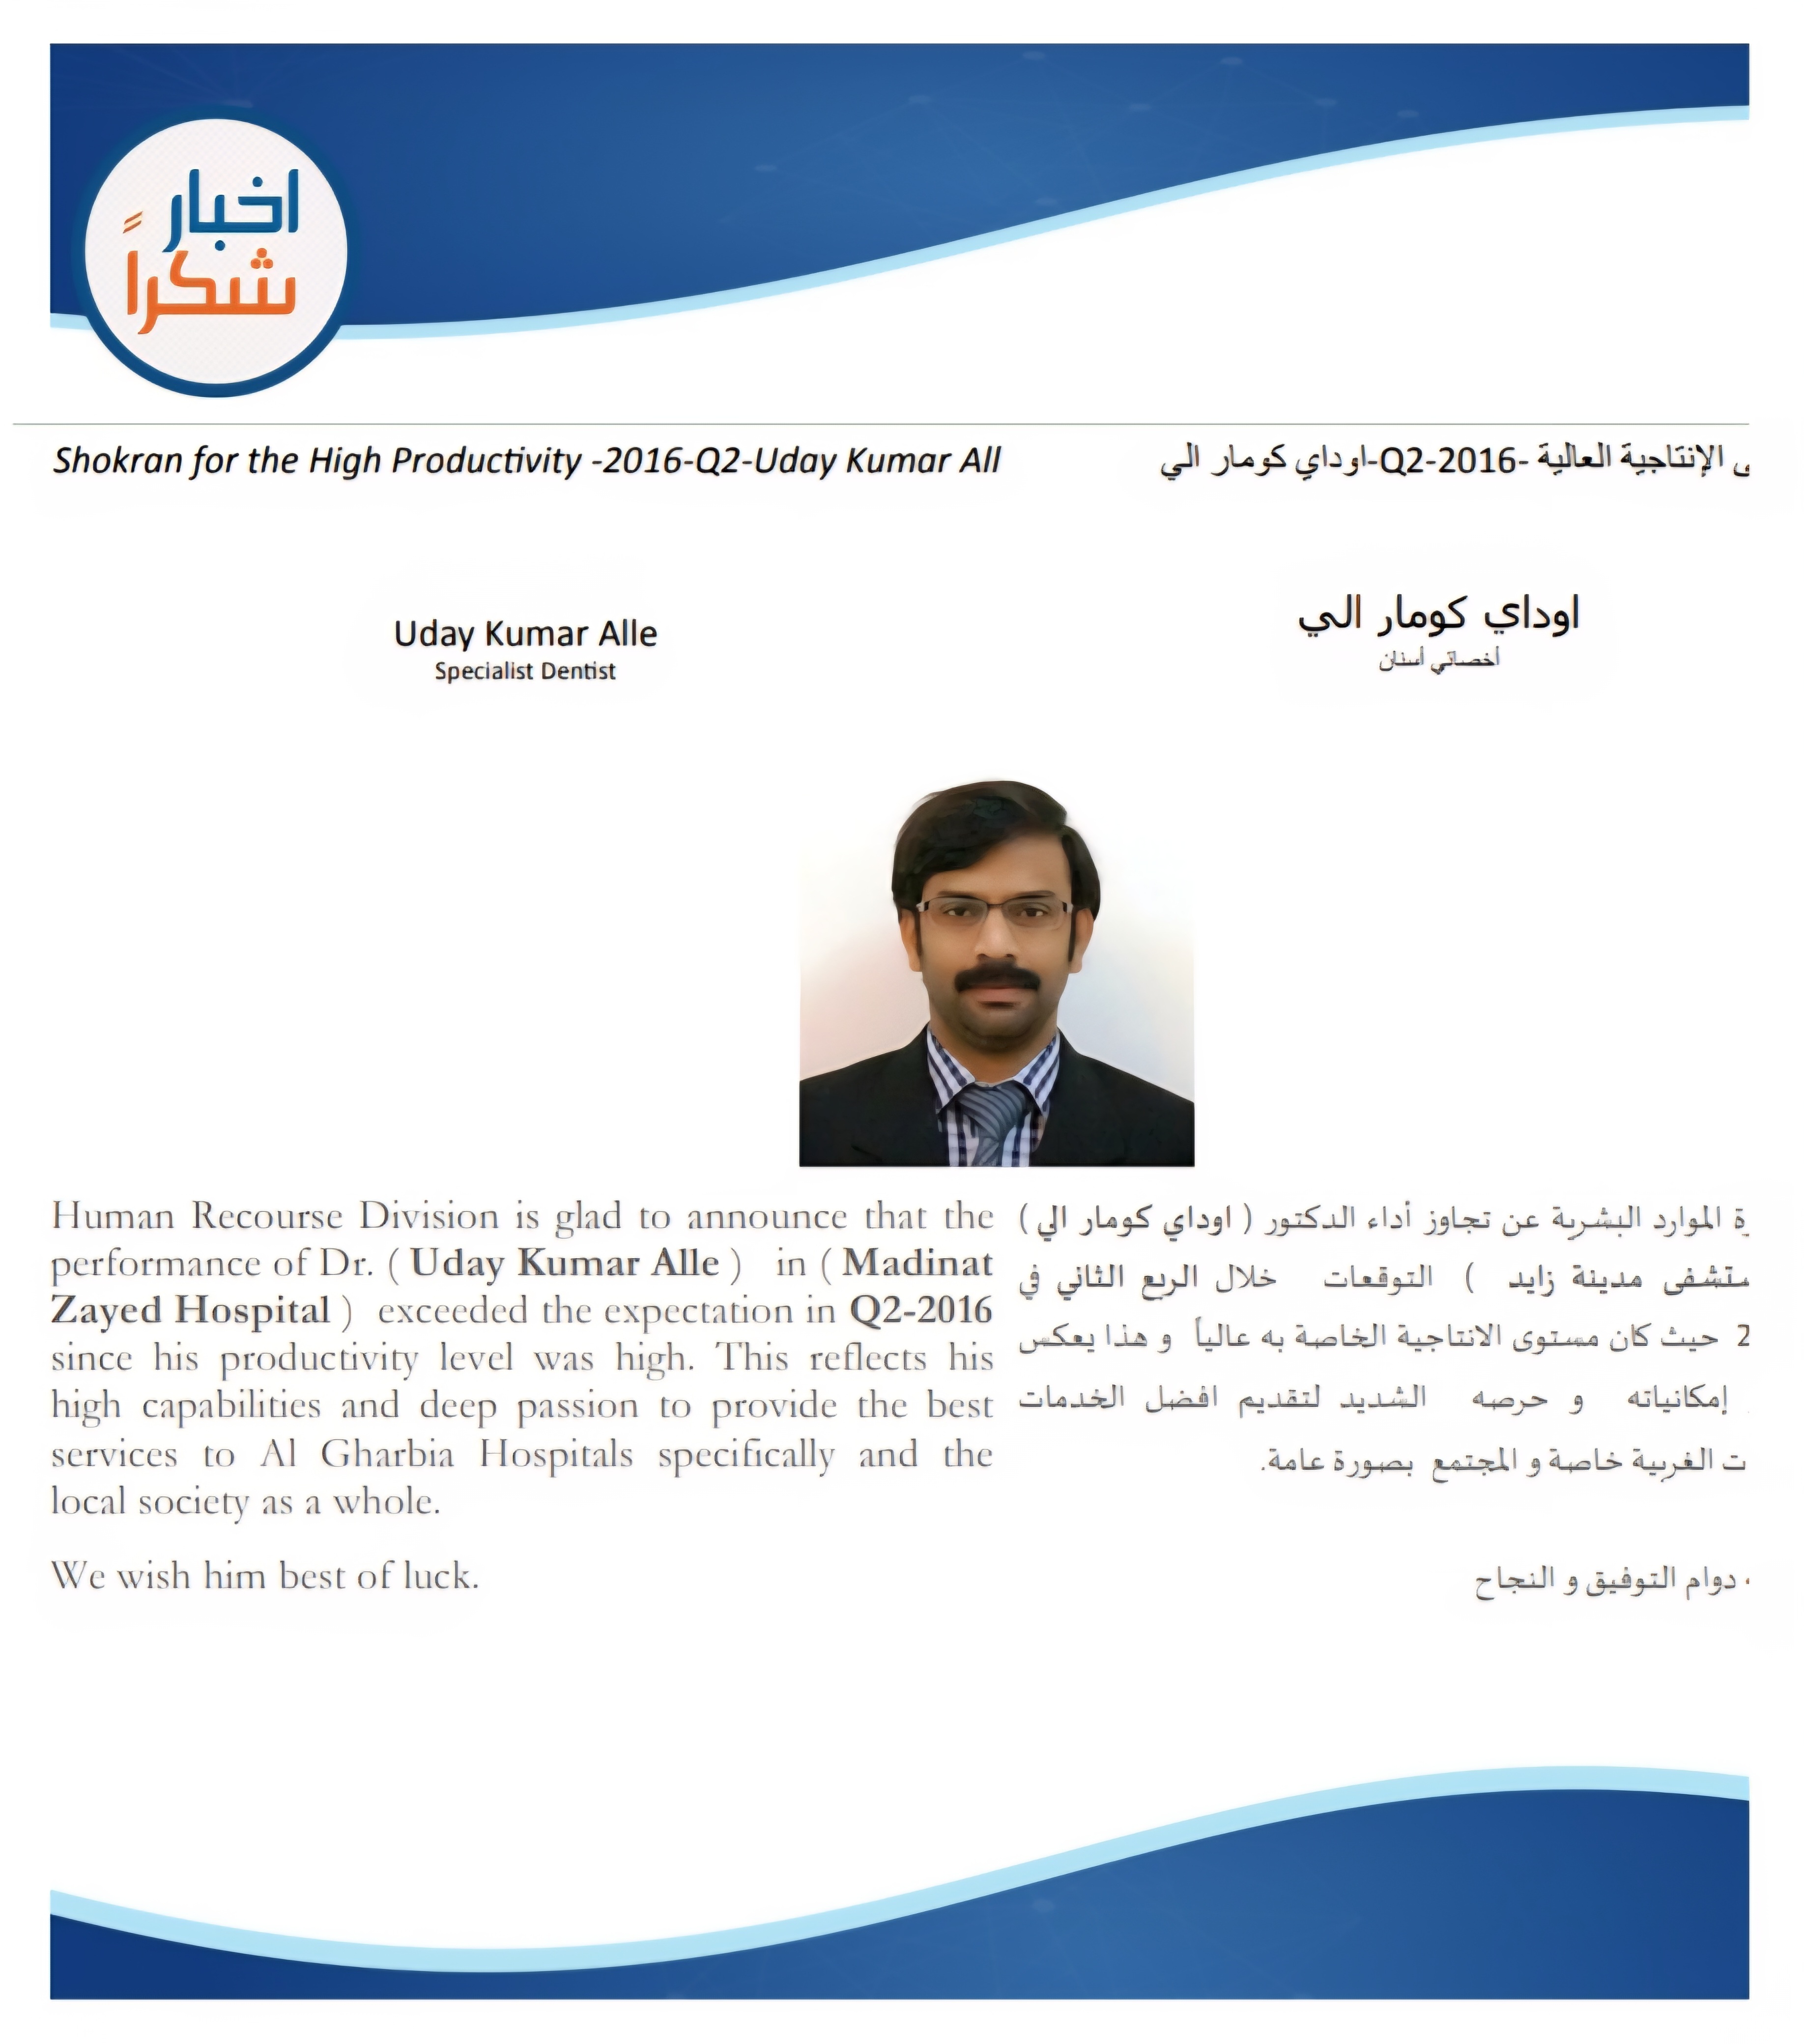 اخبار
شكراً
Shokran for the High Productivity -2016-Q2-Uday Kumar All
الإنتاجية العالية -2016-Q2-اوداي كومار الي
Uday Kumar Alle
Specialist Dentist
اوداي كومار الي
أخصائي أسنان
Human Recourse Division is glad to announce that the
performance of Dr. ( Uday Kumar Alle ) in ( Madinat
Zayed Hospital ) exceeded the expectation in Q2-2016
since his productivity level was high. This reflects his
high capabilities and deep passion to provide the best
services to Al Gharbia Hospitals specifically and the
local society as a whole.
We wish him best of luck.
الموارد البشرية عن تجاوز أداء الدكتور ( اوداي كومار الي )
مدينة زايد ) التوقعات خلال الربع الثاني في
حيث كان مستوى الانتاجية الخاصة به عالياً و هذا يعكس
إمكانياته و حرصه الشديد لتقديم افضل الخدمات
الغربية خاصة و المجتمع بصورة عامة.
دوام التوفيق و النجاح